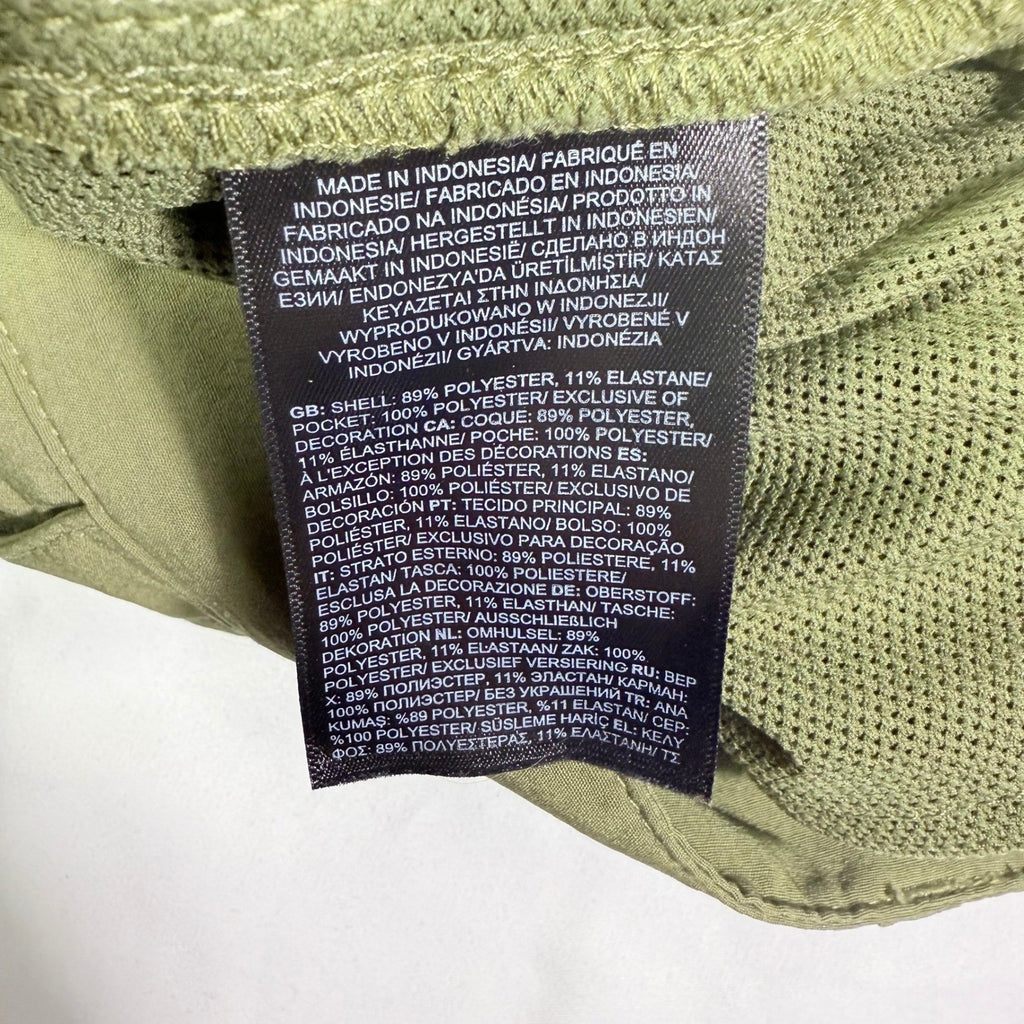 MADE IN INDONESIA/ FABRIQUÉ EN
INDONESIE/ FABRICADO EN INDONESIA/
FABRICADO NA INDONÉSIA/ PRODOTTO IN
INDONESIA/ HERGESTELLT IN INDONESIEN/
GEMAAKT IN INDONESIË/ СДЕЛАНО В ИНДОН
ЕЗИИ/ ENDONEZYA'DA ÜRETİLMİŞTİR/ ΚΑΤΑΣ
ΚΕΥΑΖΕΤΑΙ ΣΤΗΝ ΙΝΔΟΝΗΣΙΑ/
WYPRODUKOWANO W INDONEZJI/
VYROBENO V INDONÉSII/ VYROBENÉ V
INDONÉZII/ GYÁRTVA: INDONÉZIA
GB: SHELL: 89% POLYESTER, 11% ELASTANE/
POCKET: 100% POLYESTER/ EXCLUSIVE OF
DECORATION CA: COQUE: 89% POLYESTER,
11% ÉLASTHANNE/ POCHE: 100% POLYESTER/
À L'EXCEPTION DES DÉCORATIONS ES:
ARMAZÓN: 89% POLIÉSTER, 11% ELASTANO/
BOLSILLO: 100% POLIÉSTER/ EXCLUSIVO DE
DECORACIÓN PT: TECIDO PRINCIPAL: 89%
POLIÉSTER, 11% ELASTANO/ BOLSO: 100%
POLIÉSTER/ EXCLUSIVO PARA DECORAÇÃO
IT: STRATO ESTERNO: 89% POLIESTERE, 11%
ELASTAN/ TASCA: 100% POLIESTERE/
ESCLUSA LA DECORAZIONE DE: OBERSTOFF:
89% POLYESTER, 11% ELASTHAN/ TASCHE:
100% POLYESTER/ AUSSCHLIEßLICH
DEKORATION NL: OMHULSEL: 89%
POLYESTER, 11% ELASTAAN/ ZAK: 100%
POLYESTER/ EXCLUSIEF VERSIERING RU: ВЕР
Х: 89% ПОЛИЭСТЕР, 11% ЭЛАСТАН/ КАРМАН:
100% ПОЛИЭСТЕР/ БЕЗ УКРАШЕНИЙ TR: ANA
KUMAŞ: %89 POLYESTER, %11 ELASTAN/ CEP:
%100 POLYESTER/ SÜSLEME HARİÇ EL: ΚΕΛΥ
ΦΟΣ: 89% ΠΟΛΥΕΣΤΕΡΑΣ, 11% ΕΛΑΣΤΑΝΗ/ ΤΣ